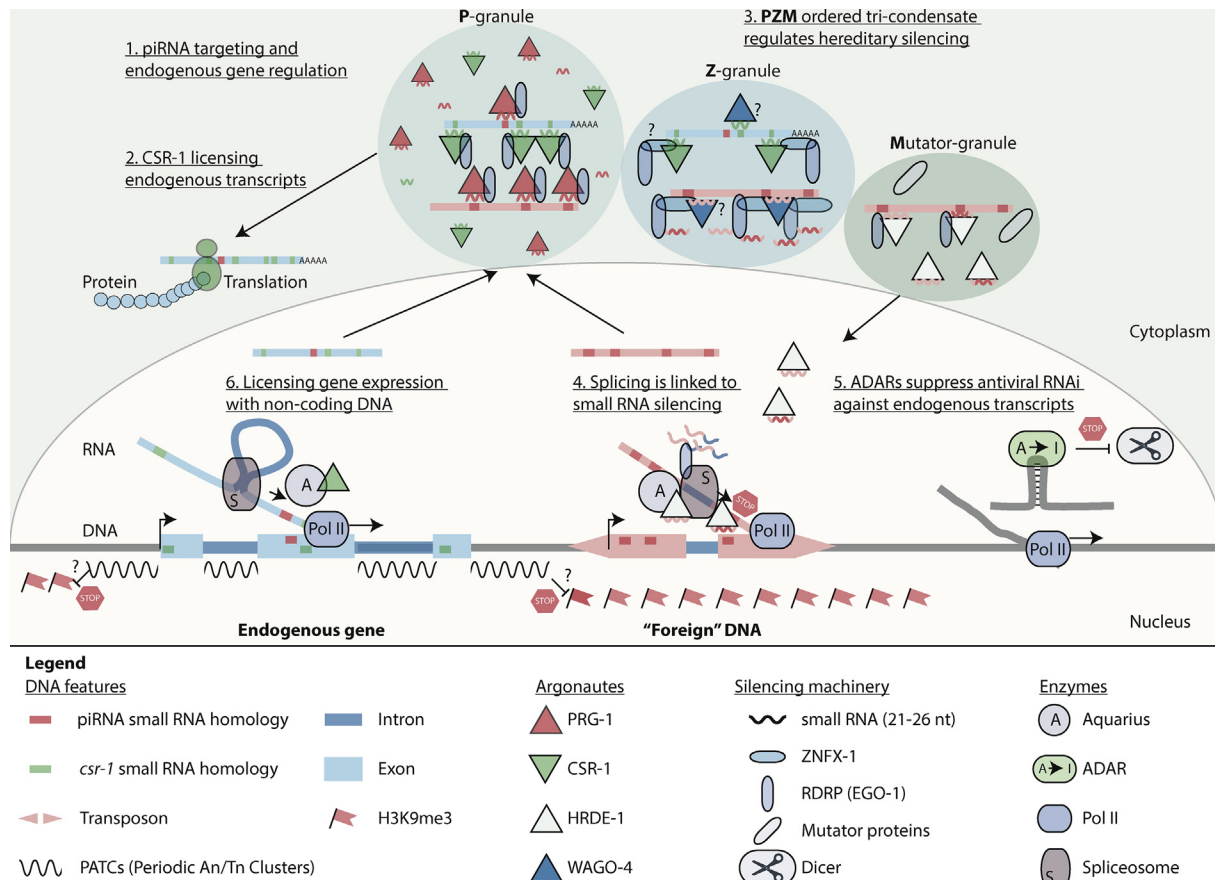 P-granule
1. piRNA targeting and
endogenous gene regulation
3. PZM ordered tri-condensate
regulates hereditary silencing
Z-granule
?
AAAAA
?
AAAAA
2. CSR-1 licensing
endogenous transcripts
Mutator-granule
?
AAAAA
Protein
Translation
Cytoplasm
6. Licensing gene expression
with non-coding DNA
4. Splicing is linked to
small RNA silencing
5. ADARs suppress antiviral RNAi
against endogenous transcripts
RNA
S
A
Pol II
A
S
STOP
Pol II
A I
STOP
Pol II
DNA
?
STOP
?
STOP
Endogenous gene
"Foreign" DNA
Nucleus
Legend
DNA features
Argonautes
Silencing machinery
Enzymes
piRNA small RNA homology
Intron
PRG-1
small RNA (21-26 nt)
A
Aquarius
csr-1 small RNA homology
Exon
CSR-1
ZNFX-1
A I
ADAR
RDRP (EGO-1)
Transposon
H3K9me3
HRDE-1
Mutator proteins
Pol II
PATCs (Periodic An/Tn Clusters)
WAGO-4
Dicer
S
Spliceosome